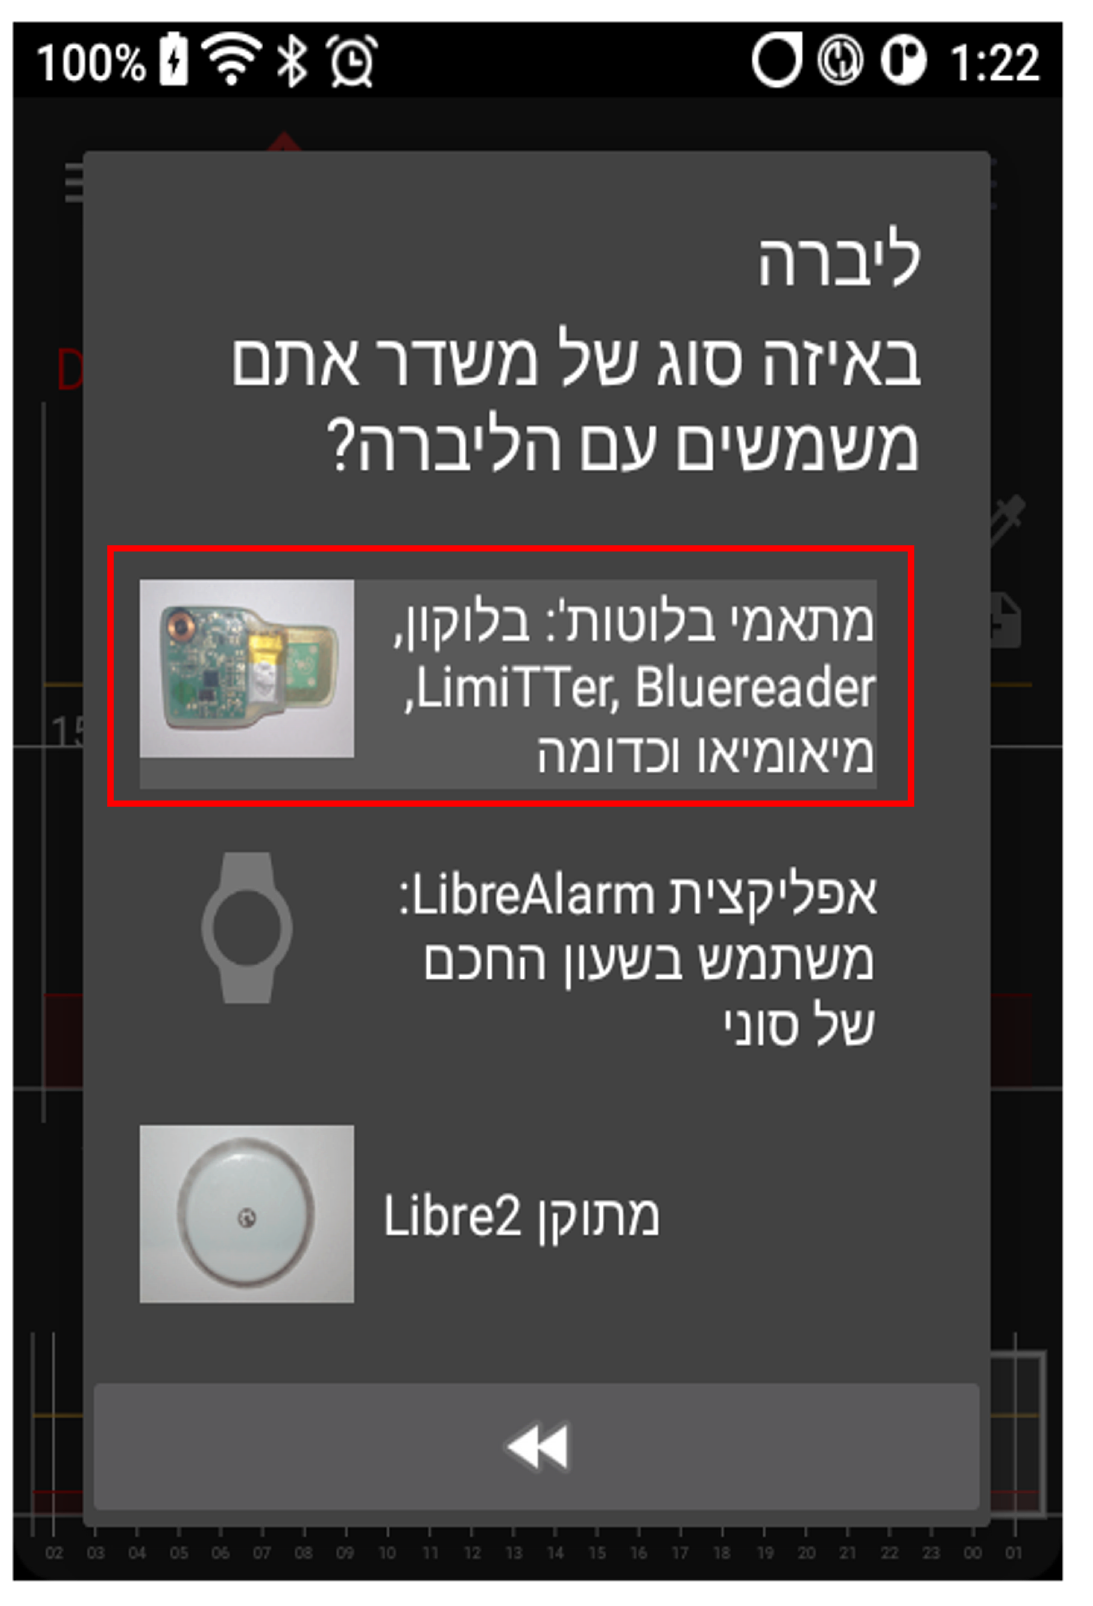 100% 1:22
ליברה
באיזה סוג של משדר אתם
משמשים עם הליברה?
D
מתאמי בלוטות': בלוקון,
LimiTTer, Bluereader,
מיאומיאו וכדומה
15
אפליקצית LibreAlarm:
משתמש בשעון החכם
של סוני
מתוקן Libre2
02 03 04 05 06 07 08 09 10 11 12 13 14 15 16 17 18 19 20 21 22 23 00 01